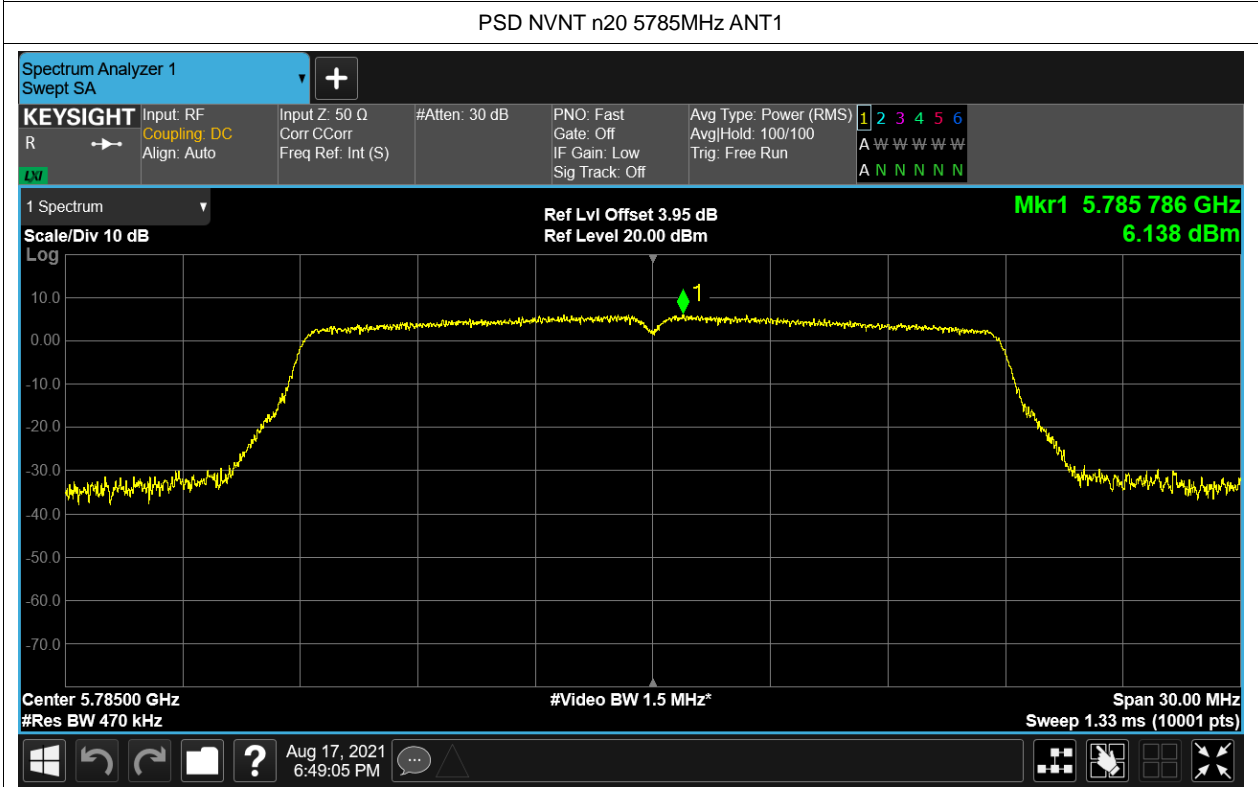 PSD NVNT n20 5785MHz ANT1
Spectrum Analyzer 1
Swept SA
KEYSIGHT
R
LXI
Input: RF
Coupling: DC
Align: Auto
Input Z: 50 Ω
Corr CCorr
Freq Ref: Int (S)
#Atten: 30 dB
PNO: Fast
Gate: Off
IF Gain: Low
Sig Track: Off
Avg Type: Power (RMS)
Avg|Hold: 100/100
Trig: Free Run
1 2 3 4 5 6
A W W W W W
A N N N N N
1 Spectrum
Scale/Div 10 dB
Ref Lvl Offset 3.95 dB
Ref Level 20.00 dBm
Mkr1 5.785 786 GHz
6.138 dBm
Log
1
10.0
0.00
-10.0
-20.0
-30.0
-40.0
-50.0
-60.0
-70.0
Center 5.78500 GHz
#Res BW 470 kHz
#Video BW 1.5 MHz*
Span 30.00 MHz
Sweep 1.33 ms (10001 pts)
?
Aug 17, 2021
6:49:05 PM